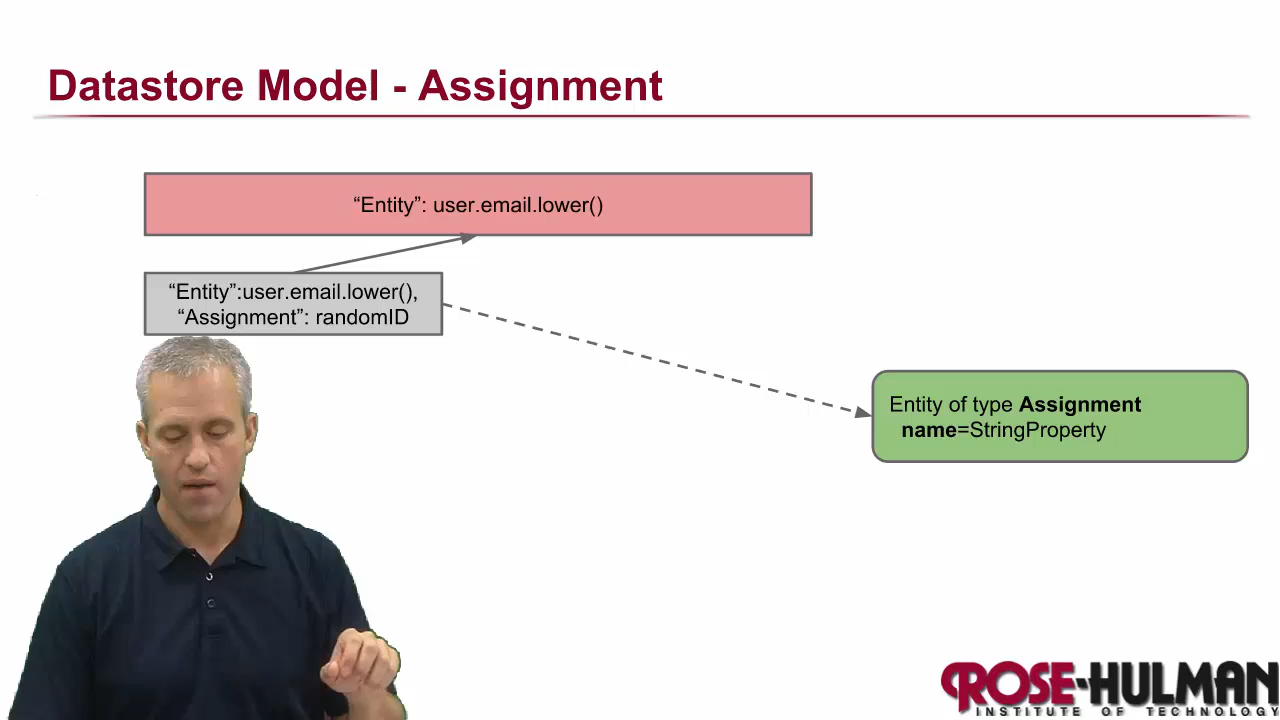 Datastore Model - Assignment
“Entity”: user.email.lower()
“Entity”:user.email.lower(),
“Assignment”: randomID
Entity of type Assignment
name=StringProperty
ROSE-HULMAN
INSTITUTE OF TECHNOLOGY